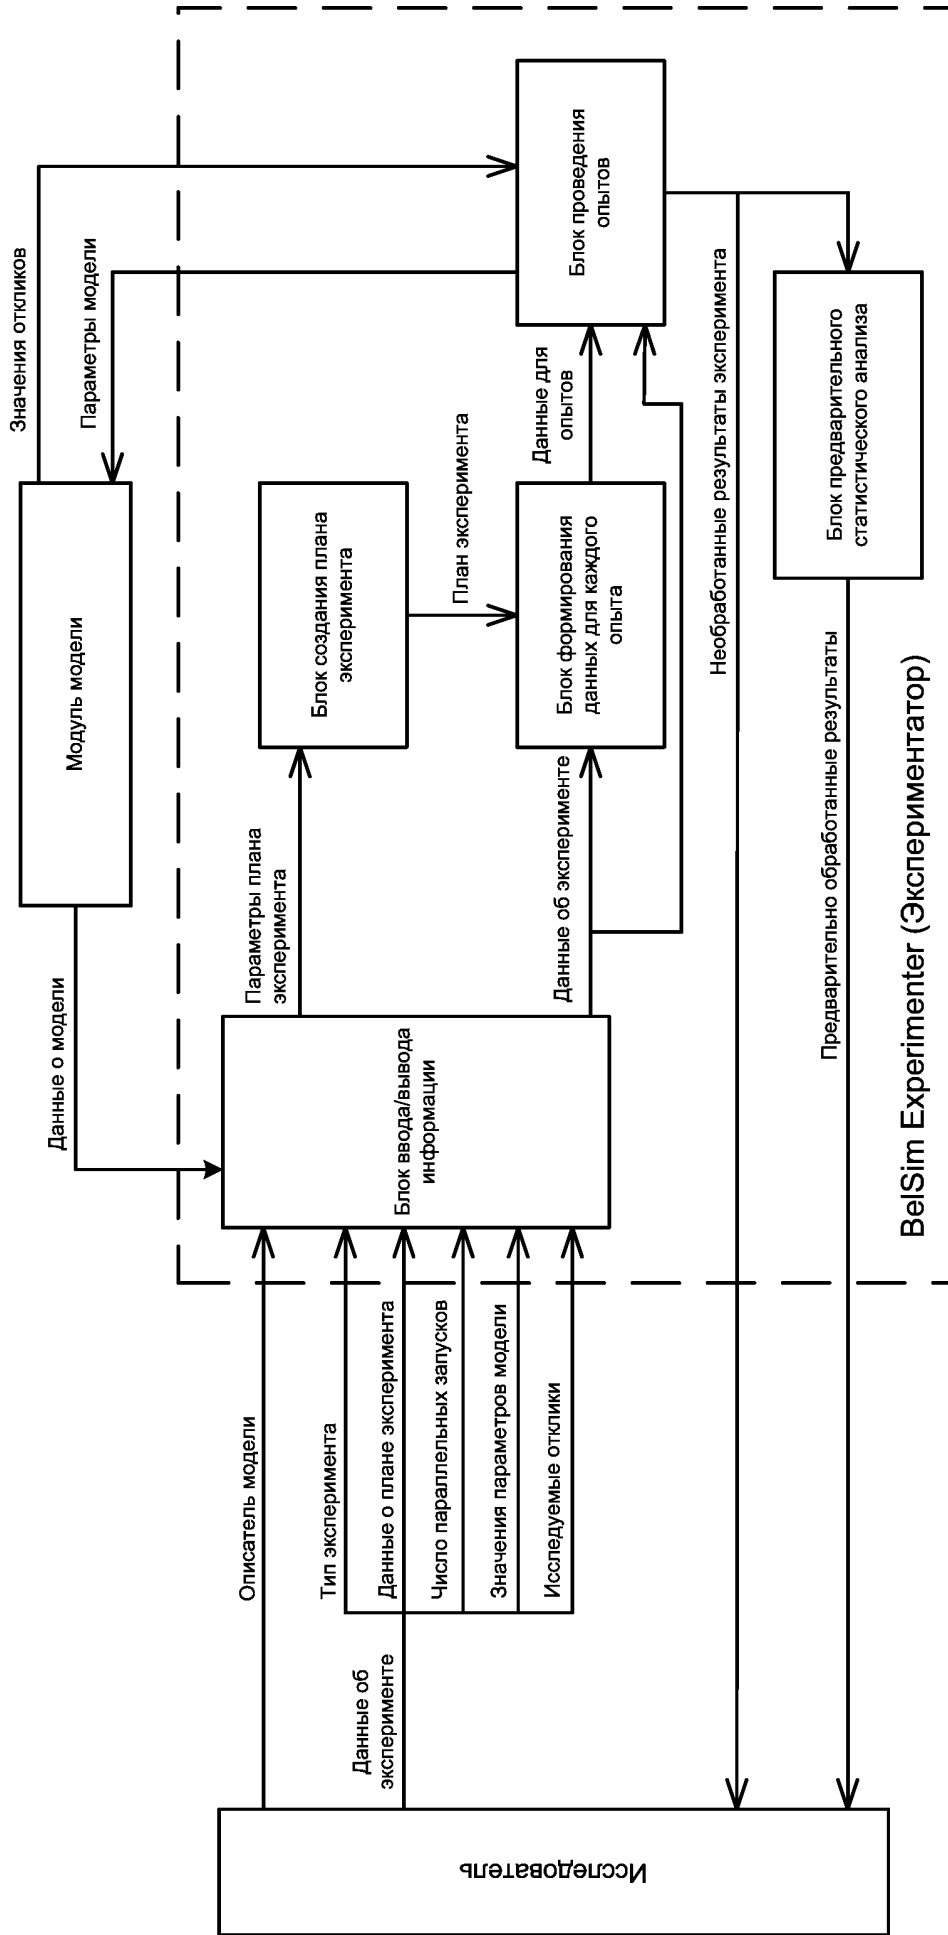 Исследователь
Описатель модели
Данные об
эксперименте
Тип эксперимента
Данные о плане эксперимента
Число параллельных запусков
Значения параметров модели
Исследуемые отклики
Данные о модели
Блок ввода/вывода
информации
Параметры плана
эксперимента
Данные об эксперименте
Модуль модели
Значения откликов
Параметры модели
Блок создания плана
эксперимента
План эксперимента
Блок формирования
данных для каждого
опыта
Данные для
опытов
Блок проведения
опытов
Необработанные результаты эксперимента
Блок предварительного
статистического анализа
Предварительно обработанные результаты
BelSim Experimenter (Экспериментатор)